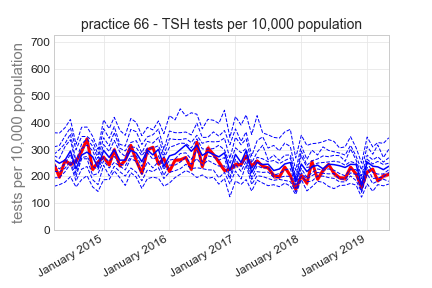 practice 66 - TSH tests per 10,000 population
tests per 10,000 population
700
600
500
400
300
200
100
0
January 2015
January 2016
January 2017
January 2018
January 2019